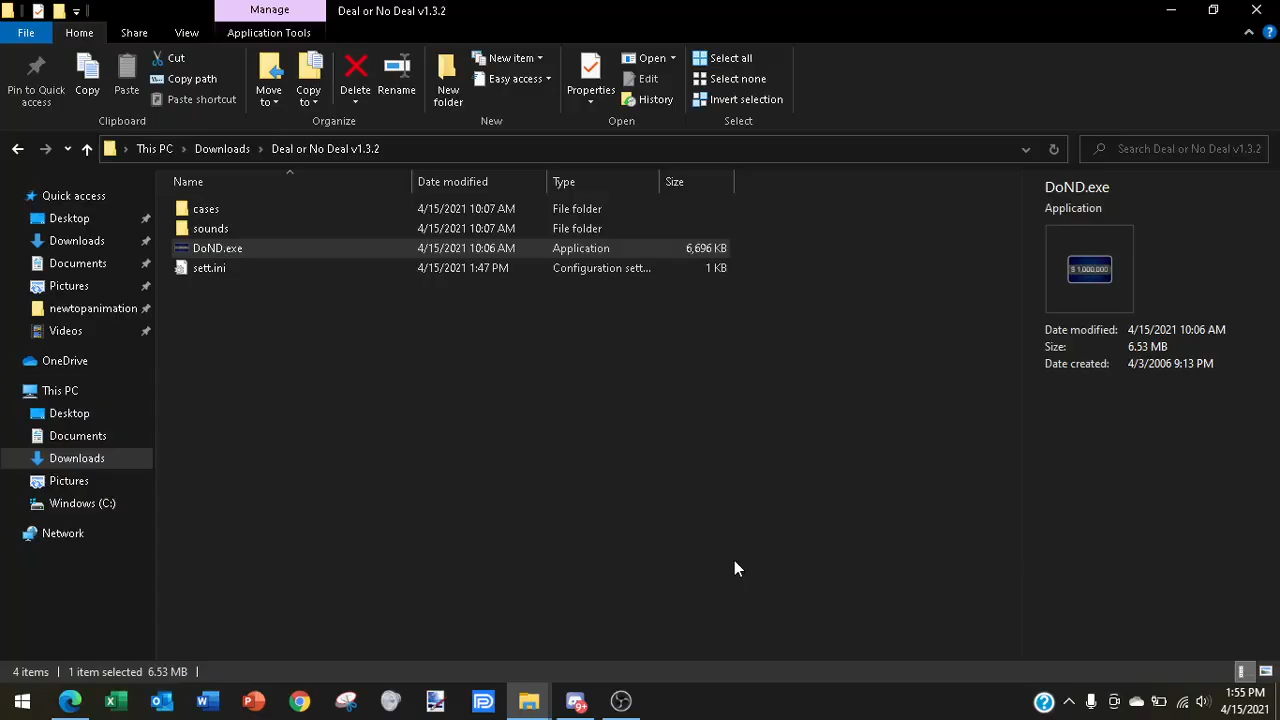 Manage
Deal or No Deal v1.3.2
File
Home
Share
View
Application Tools
Pin to Quick access
Copy
Paste
Cut
Copy path
Paste shortcut
Clipboard
Move to
Copy to
Delete
Rename
Organize
New folder
New item
Easy access
New
Properties
Open
Edit
History
Open
Select all
Select none
Invert selection
Select
This PC > Downloads > Deal or No Deal v1.3.2
Search Deal or No Deal v1.3.2
Name Date modified Type Size
cases 4/15/2021 10:07 AM File folder
sounds 4/15/2021 10:07 AM File folder
DoND.exe 4/15/2021 10:06 AM Application 6,696 KB
sett.ini 4/15/2021 1:47 PM Configuration sett... 1 KB
Quick access
Desktop
Downloads
Documents
Pictures
newtopanimation
Videos
OneDrive
This PC
Desktop
Documents
Downloads
Pictures
Windows (C:)
Network
DoND.exe
Application
$ 1,000,000
Date modified: 4/15/2021 10:06 AM
Size: 6.53 MB
Date created: 4/3/2006 9:13 PM
4 items
1 item selected 6.53 MB
9+
1:55 PM
4/15/2021